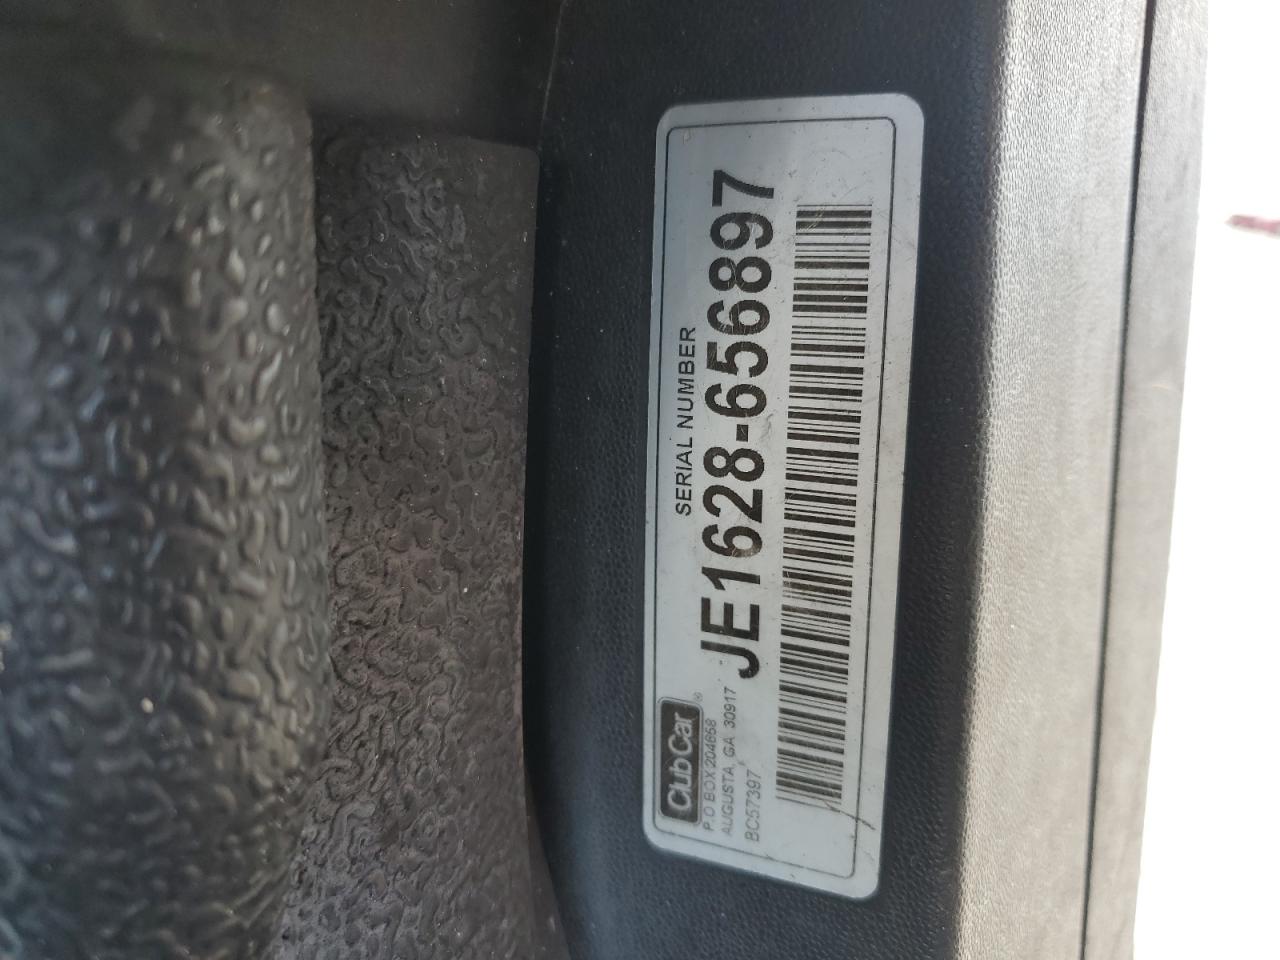 SERIAL NUMBER
JE1628-656897
Club Car®
P.O BOX 204658
AUGUSTA, GA 30917
BC57397